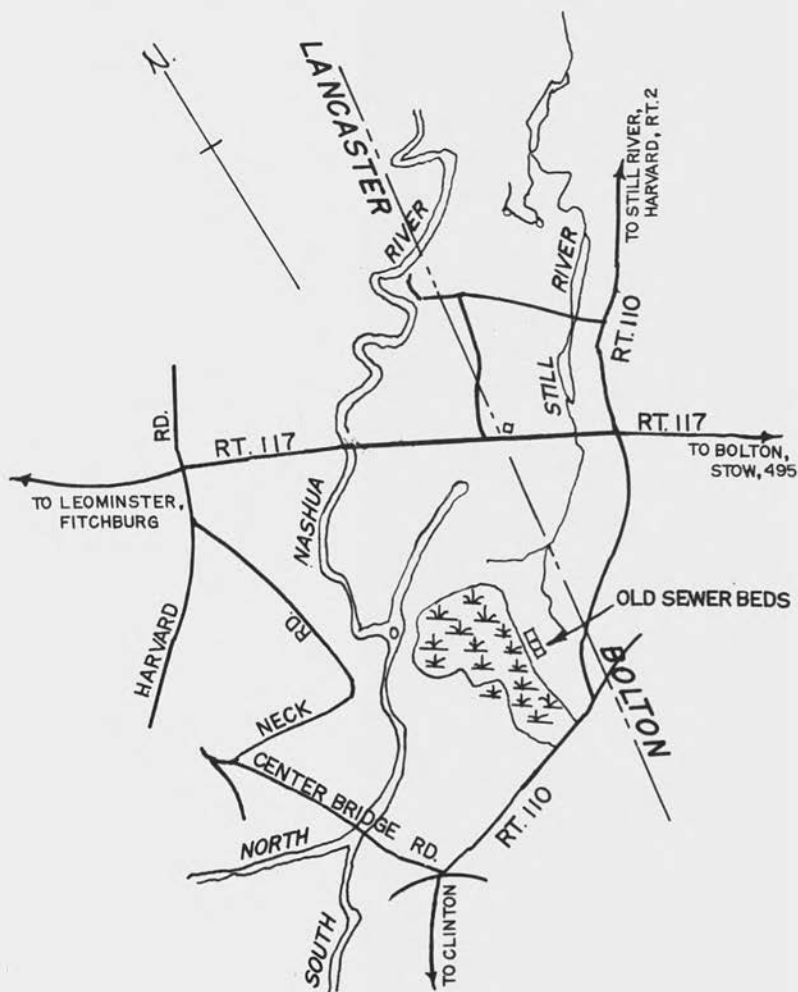 N.
LANCASTER
RIVER
RIVER
STILL
TO STILL RIVER,
HARVARD, RT. 2
RT. 110
RD.
RT. 117
RT. 117
TO BOLTON,
STOW, 495
TO LEOMINSTER,
FITCHBURG
NASHUA
HARVARD
RD.
NECK
OLD SEWER BEDS
BOLTON
CENTER BRIDGE RD.
RT. 110
NORTH
SOUTH
TO CLINTON